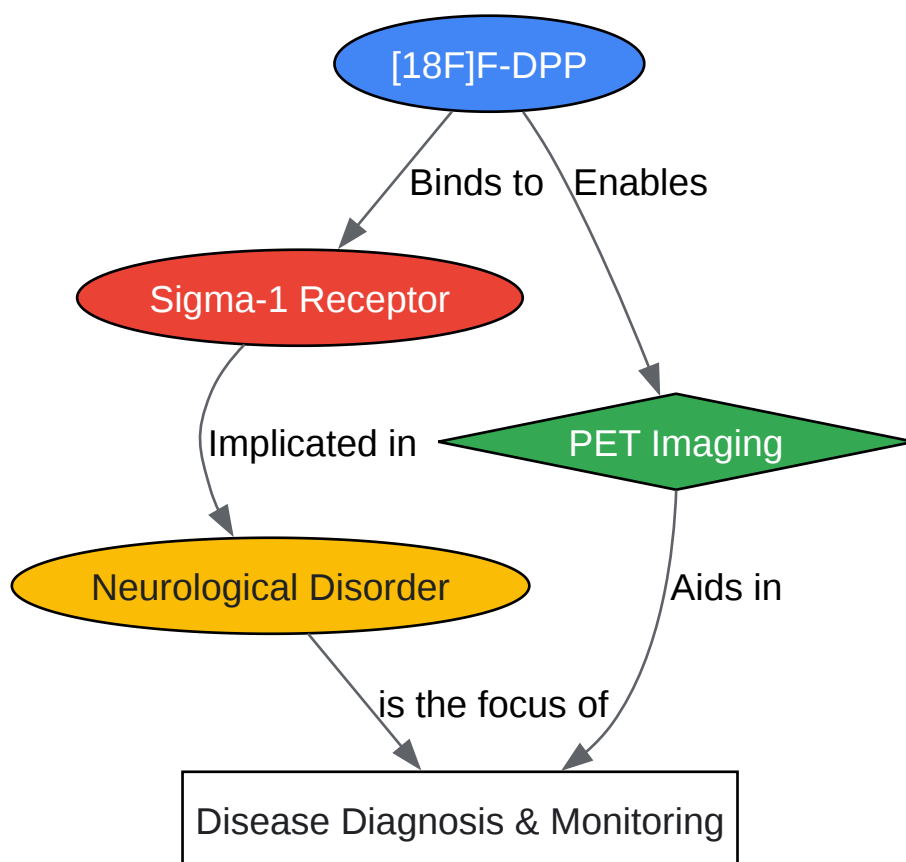 [18F]F-DPP
Binds to
Enables
Sigma-1 Receptor
Implicated in
PET Imaging
Neurological Disorder
Aids in
is the focus of
Disease Diagnosis & Monitoring